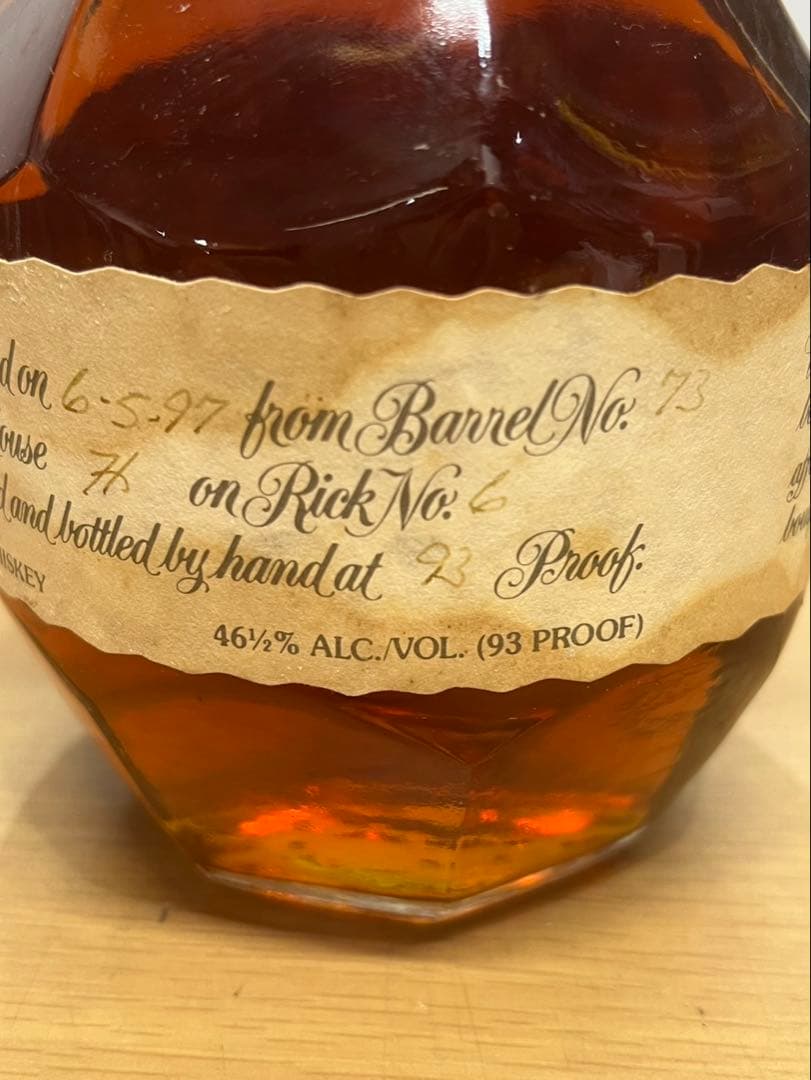 d on 6-5-97 from Barrel No. 73
ouse H on Rick No. 6
d and bottled by hand at 93 Proof.
HISKEY
46½% ALC./VOL. (93 PROOF)